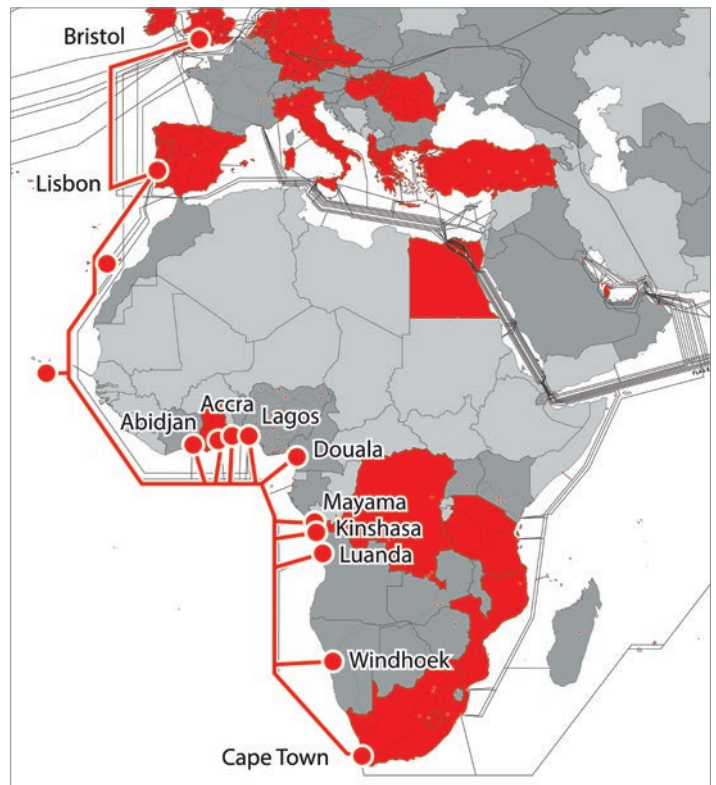 Bristol
Lisbon
Accra
Abidjan
Lagos
Douala
Mayama
Kinshasa
Luanda
Windhoek
Cape Town